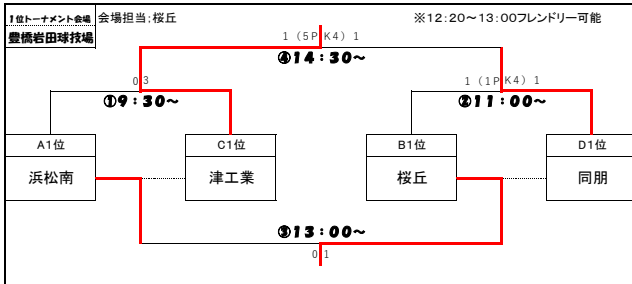 1位トーナメント会場 会場担当;桜丘 ※12:20～13:00フレンドリー可能
豊橋岩田球技場
1（5PK4）1
④14：30～
0 3 1（1PK4）1
①9：30～ ②11：00～
A1位 C1位 B1位 D1位
浜松南 津工業 桜丘 同朋
③13：00～
0 1